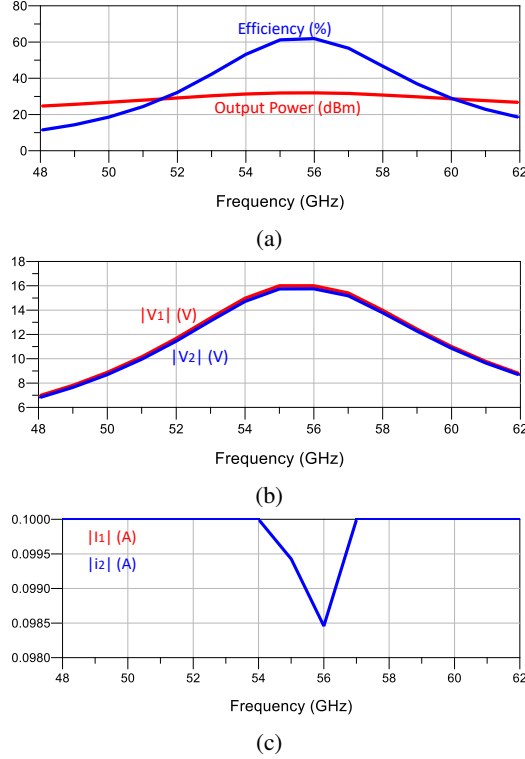 80
60
40
20
0
Efficiency (%)
Output Power (dBm)
48 50 52 54 56 58 60 62
Frequency (GHz)
(a)
18
16
14
12
10
8
6
|V1| (V)
|V2| (V)
48 50 52 54 56 58 60 62
Frequency (GHz)
(b)
0.1000
0.0995
0.0990
0.0985
0.0980
|I1| (A)
|i2| (A)
48 50 52 54 56 58 60 62
Frequency (GHz)
(c)